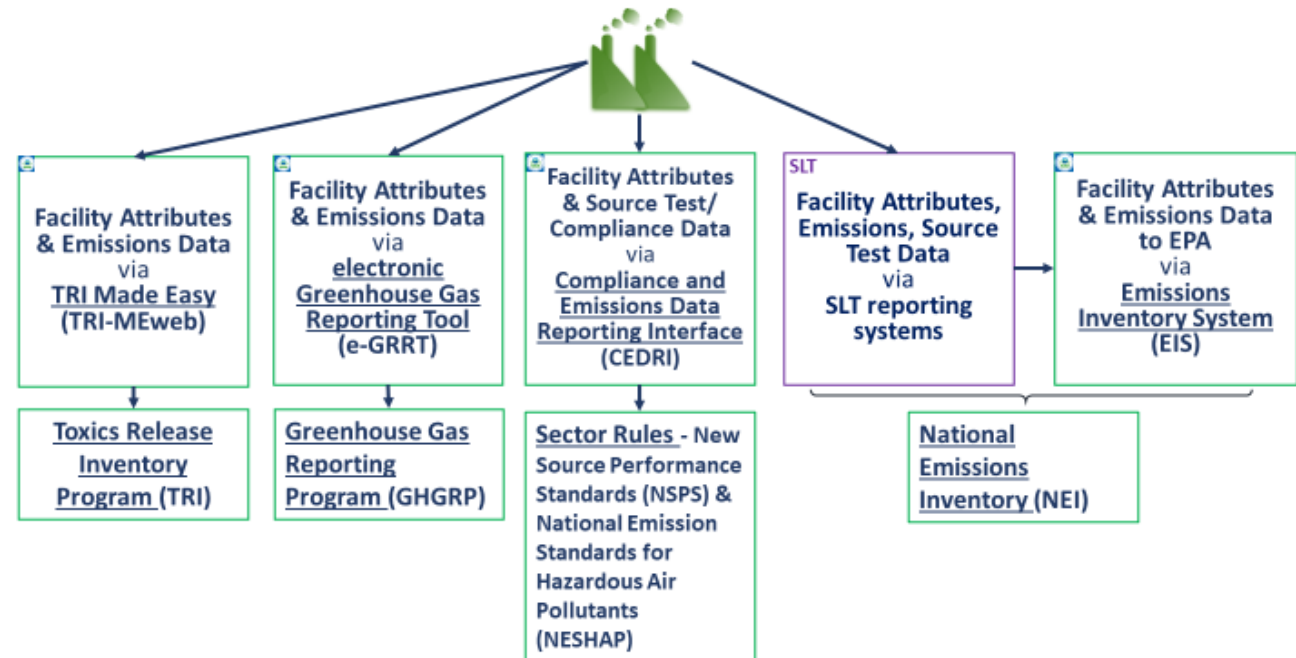 Facility Attributes
& Emissions Data
via
TRI Made Easy
(TRI-MEweb)
Facility Attributes
& Emissions Data
via
electronic
Greenhouse Gas
Reporting Tool
(e-GRRT)
Facility Attributes
& Source Test/
Compliance Data
via
Compliance and
Emissions Data
Reporting Interface
(CEDRI)
SLT
Facility Attributes,
Emissions, Source
Test Data
via
SLT reporting
systems
Facility Attributes
& Emissions Data
to EPA
via
Emissions
Inventory System
(EIS)
Toxics Release
Inventory
Program (TRI)
Greenhouse Gas
Reporting
Program (GHGRP)
Sector Rules - New
Source Performance
Standards (NSPS) &
National Emission
Standards for
Hazardous Air
Pollutants
(NESHAP)
National
Emissions
Inventory (NEI)